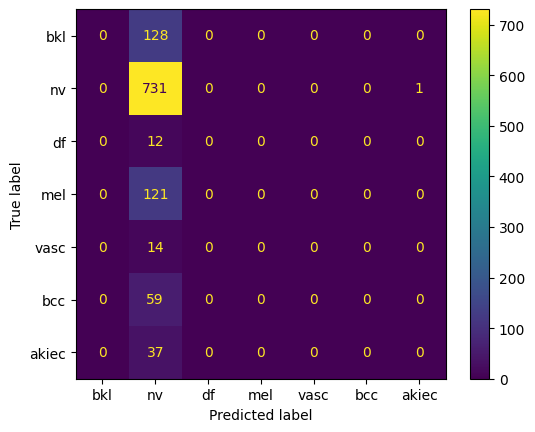 bkl 0 128 0 0 0 0 0
nv 0 731 0 0 0 0 1
df 0 12 0 0 0 0 0
mel 0 121 0 0 0 0 0
vasc 0 14 0 0 0 0 0
bcc 0 59 0 0 0 0 0
akiec 0 37 0 0 0 0 0
bkl nv df mel vasc bcc akiec
Predicted label
True label
700
600
500
400
300
200
100
0